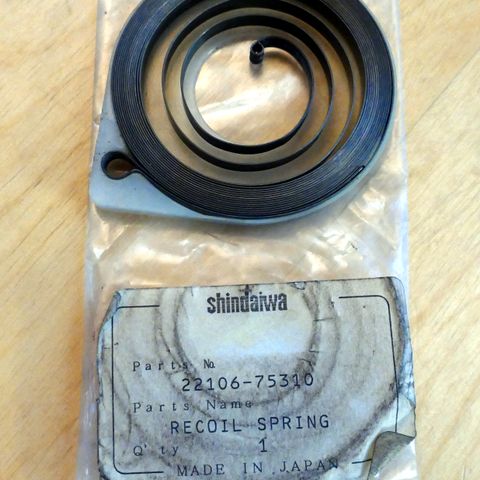 shindaiwa
Parts No.
22106-75310
Parts Name
RECOIL SPRING
Q'ty 1
MADE IN JAPAN